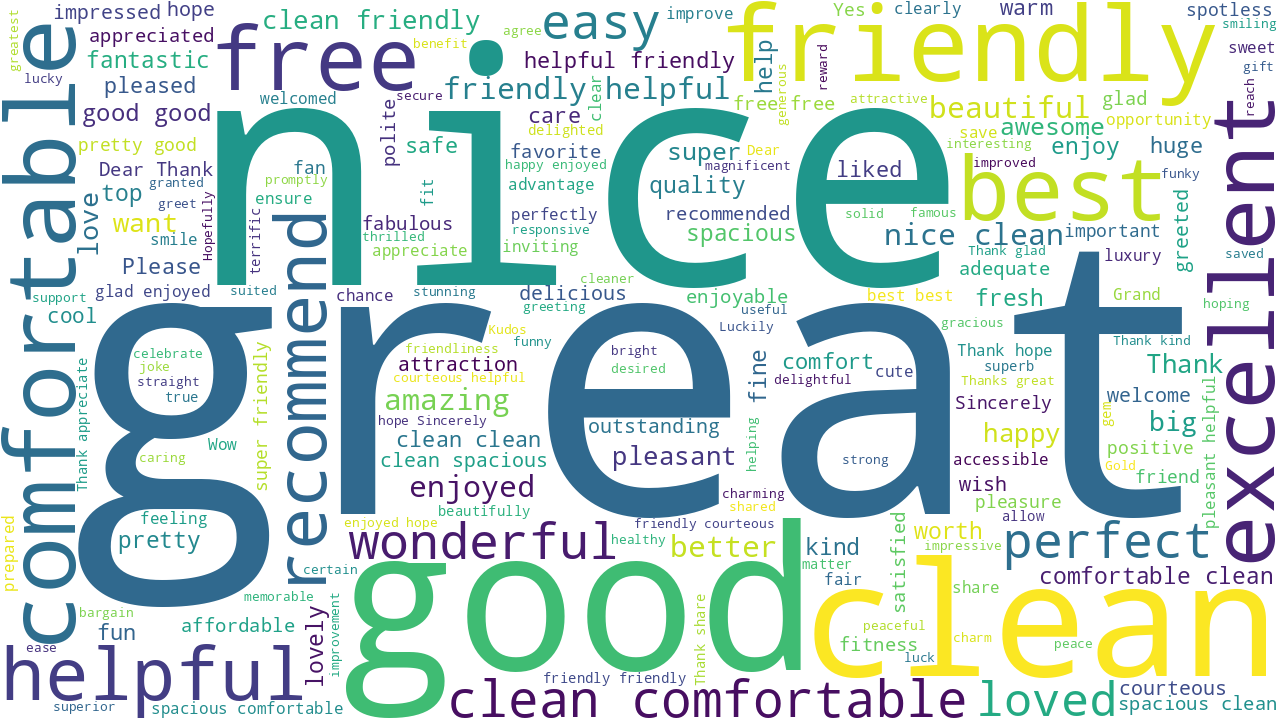 impressed
hope
clean friendly
easy
improve
friendly
Yes
clearly
warm
spotless
greatest
comfortable
appreciated
free
benefit
agree
helpful friendly
help
reward
smiling
sweet
gift
fantastic
lucky
pleased
welcomed
secure
friendly helpful
clear
free free
generous
attractive
beautiful
glad
opportunity
reach
excellent
good good
nice
polite
care
delighted
save
awesome
interesting
enjoy
huge
pretty good
safe
favorite
super
Dear
magnificent
liked
best
improved
funky
Dear Thank
fan
happy enjoyed
top
granted
promptly
fit
advantage
quality
love
greet
ensure
Hopefully
terrific
recommend
want
fabulous
perfectly
responsive
recommended
solid
famous
nice clean
important
greeted
smile
thrilled
appreciate
inviting
spacious
Thank glad
luxury
saved
Please
cleaner
adequate
support
glad enjoyed
suited
chance
stunning
delicious
greeting
enjoyable
useful
best best
fresh
Grand
hoping
cool
great
Kudos
funny
Luckily
gracious
Thank kind
celebrate
joke
straight
true
super friendly
friendliness
attraction
courteous helpful
bright
desired
fine
comfort
delightful
cute
Thank hope
superb
Thanks great
Thank
Thank appreciate
amazing
hope Sincerely
Sincerely
welcome
gem
big
pleasant helpful
Wow
clean clean
outstanding
happy
positive
caring
clean spacious
pleasant
helping
strong
accessible
Gold
friend
enjoyed
charming
shared
wish
pleasure
beautifully
feeling
pretty
enjoyed hope
friendly courteous
allow
prepared
wonderful
healthy
better
kind
matter
fair
satisfied
worth
impressive
perfect
certain
good
clean
share
comfortable clean
memorable
improvement
bargain
fun
affordable
lovely
Thank share
peaceful
fitness
charm
peace
luck
ease
helpful
friendly friendly
superior
spacious comfortable
clean comfortable
loved
courteous
spacious clean